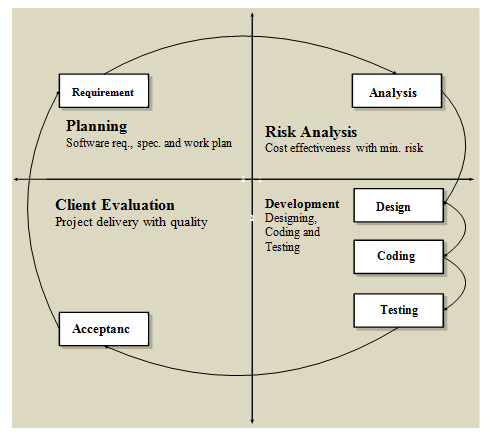 Requirement
Planning
Software req., spec. and work plan
Analysis
Risk Analysis
Cost effectiveness with min. risk
Client Evaluation
Project delivery with quality
Acceptanc
Development
Designing,
Coding and
Testing
Design
Coding
Testing